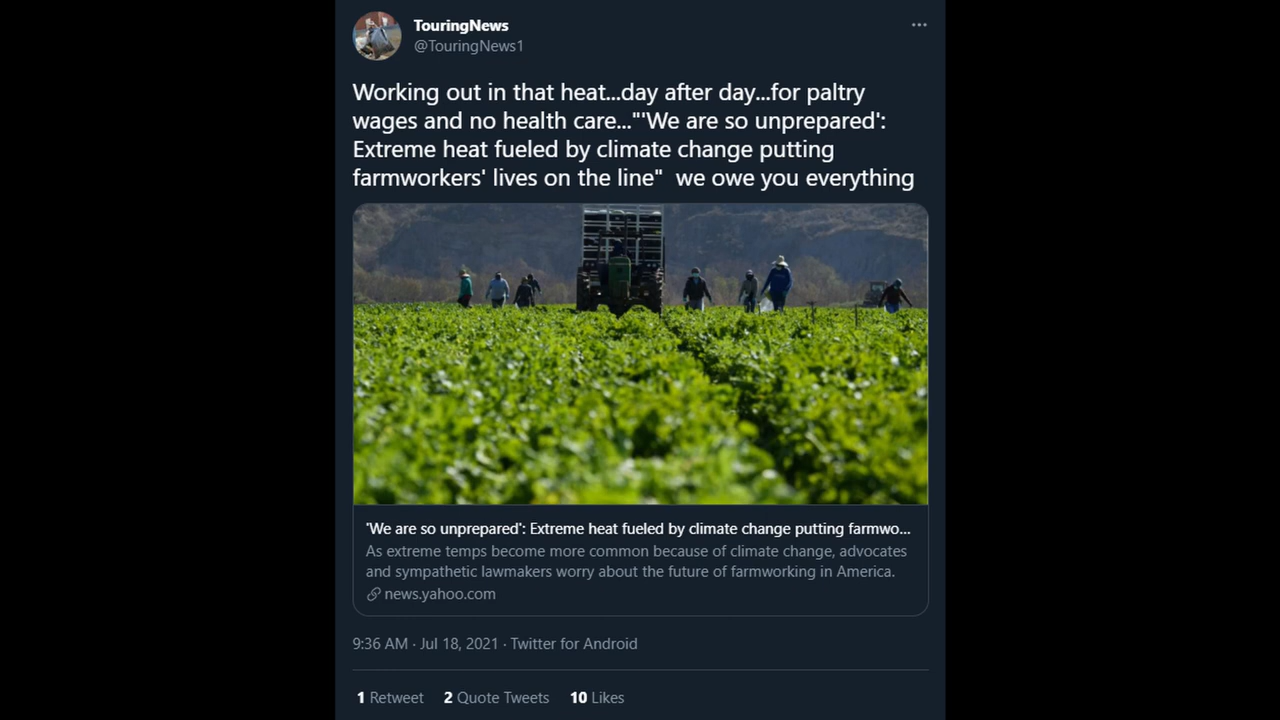 TouringNews
@TouringNews1
Working out in that heat...day after day...for paltry
wages and no health care..."'We are so unprepared':
Extreme heat fueled by climate change putting
farmworkers' lives on the line"  we owe you everything
'We are so unprepared': Extreme heat fueled by climate change putting farmwo...
As extreme temps become more common because of climate change, advocates
and sympathetic lawmakers worry about the future of farmworking in America.
news.yahoo.com
9:36 AM · Jul 18, 2021 · Twitter for Android
1 Retweet 2 Quote Tweets 10 Likes